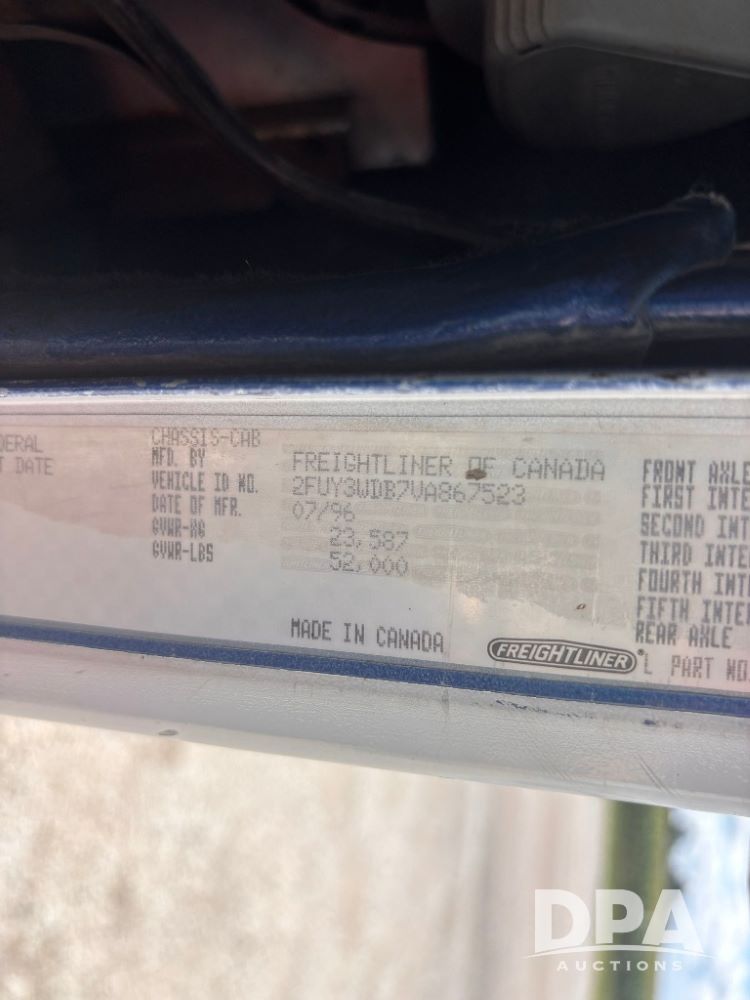 DERAL
T DATE
CHASSIS-CAB
MFD. BY FREIGHTLINER OF CANADA
VEHICLE ID NO. 2FUY3WDB7VA867523
DATE OF MFR. 07/96
GVWR-KG 23,587
GVWR-LBS 52,000
MADE IN CANADA
FREIGHTLINER
FRONT AXLE
FIRST INTE
SECOND INT
THIRD INTE
FOURTH INT
FIFTH INTE
REAR AXLE
L PART NO.
DPA
AUCTIONS